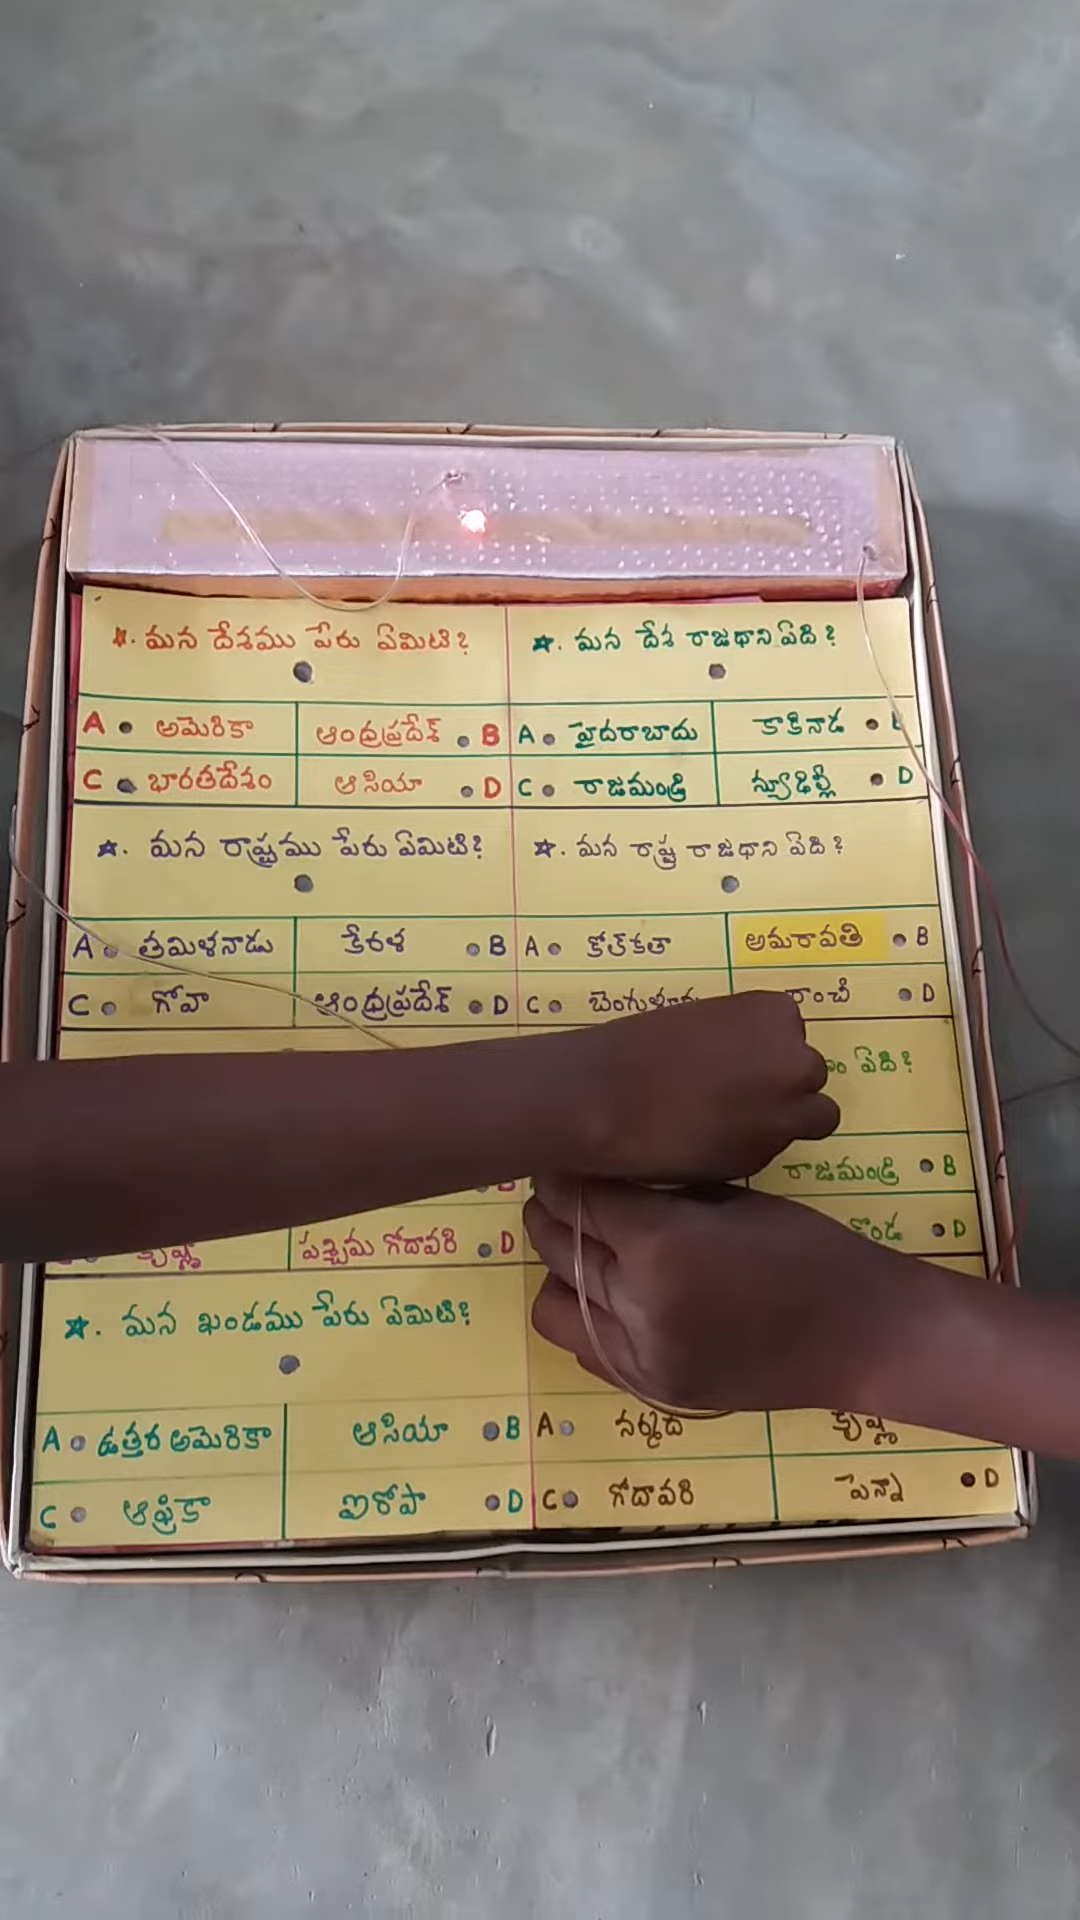 ★. మన దేశము పేరు ఏమిటి?
A అమెరికా
ఆంధ్రప్రదేశ్ B
C భారతదేశం
ఆసియా D
★. మన దేశ రాజధాని ఏది?
A హైదరాబాదు
కాకినాడ
C రాజమండ్రి
న్యూఢిల్లీ D
★. మన రాష్ట్రము పేరు ఏమిటి?
A తమిళనాడు
కేరళ B
C గోవా
ఆంధ్రప్రదేశ్ D
★. మన రాష్ట్ర రాజధాని ఏది?
A కోల్‌కతా
అమరావతి B
C
రాంచీ D
B
కృష్ణా
పశ్చిమ గోదావరి D
ఏది?
రాజమండ్రి B
D
★. మన ఖండము పేరు ఏమిటి?
A ఉత్తర అమెరికా
ఆసియా B
C ఆఫ్రికా
ఐరోపా D
A నర్మద
కృష్ణా
C గోదావరి
పెన్నా D